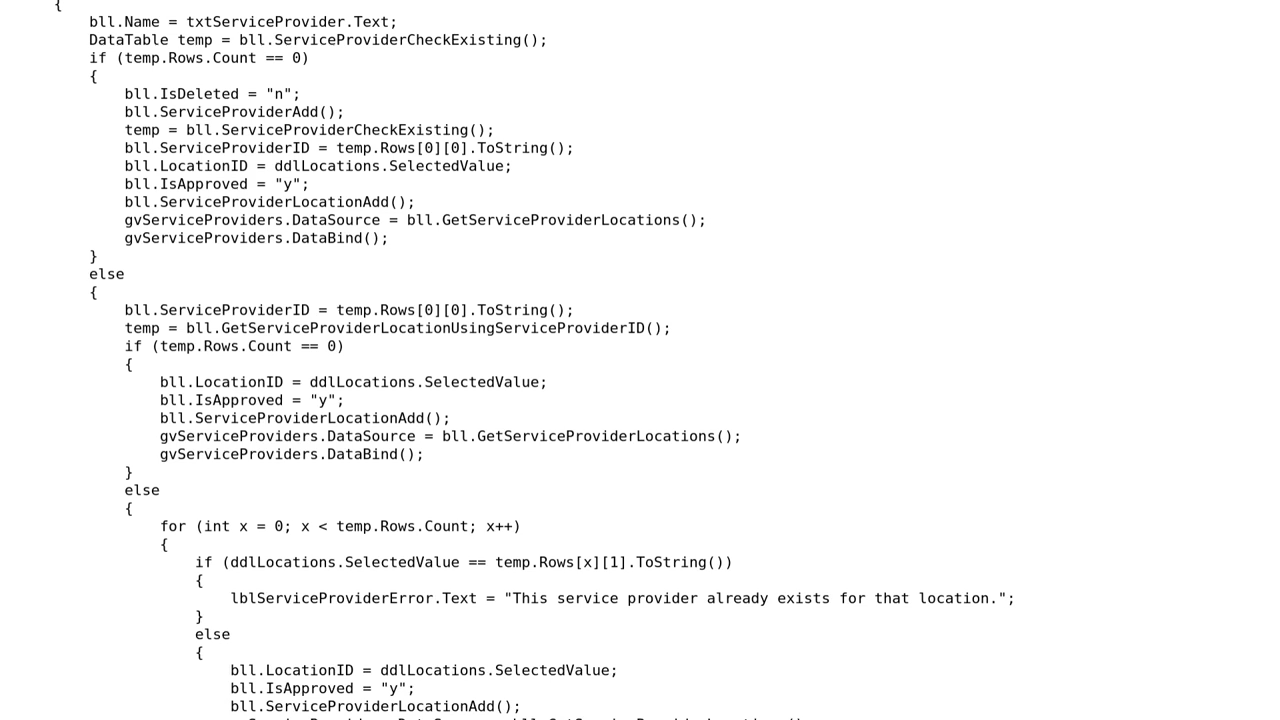 {
bll.Name = txtServiceProvider.Text;
DataTable temp = bll.ServiceProviderCheckExisting();
if (temp.Rows.Count == 0)
{
bll.IsDeleted = "n";
bll.ServiceProviderAdd();
temp = bll.ServiceProviderCheckExisting();
bll.ServiceProviderID = temp.Rows[0][0].ToString();
bll.LocationID = ddlLocations.SelectedValue;
bll.IsApproved = "y";
bll.ServiceProviderLocationAdd();
gvServiceProviders.DataSource = bll.GetServiceProviderLocations();
gvServiceProviders.DataBind();
}
else
{
bll.ServiceProviderID = temp.Rows[0][0].ToString();
temp = bll.GetServiceProviderLocationUsingServiceProviderID();
if (temp.Rows.Count == 0)
{
bll.LocationID = ddlLocations.SelectedValue;
bll.IsApproved = "y";
bll.ServiceProviderLocationAdd();
gvServiceProviders.DataSource = bll.GetServiceProviderLocations();
gvServiceProviders.DataBind();
}
else
{
for (int x = 0; x < temp.Rows.Count; x++)
{
if (ddlLocations.SelectedValue == temp.Rows[x][1].ToString())
{
lblServiceProviderError.Text = "This service provider already exists for that location.";
}
else
{
bll.LocationID = ddlLocations.SelectedValue;
bll.IsApproved = "y";
bll.ServiceProviderLocationAdd();